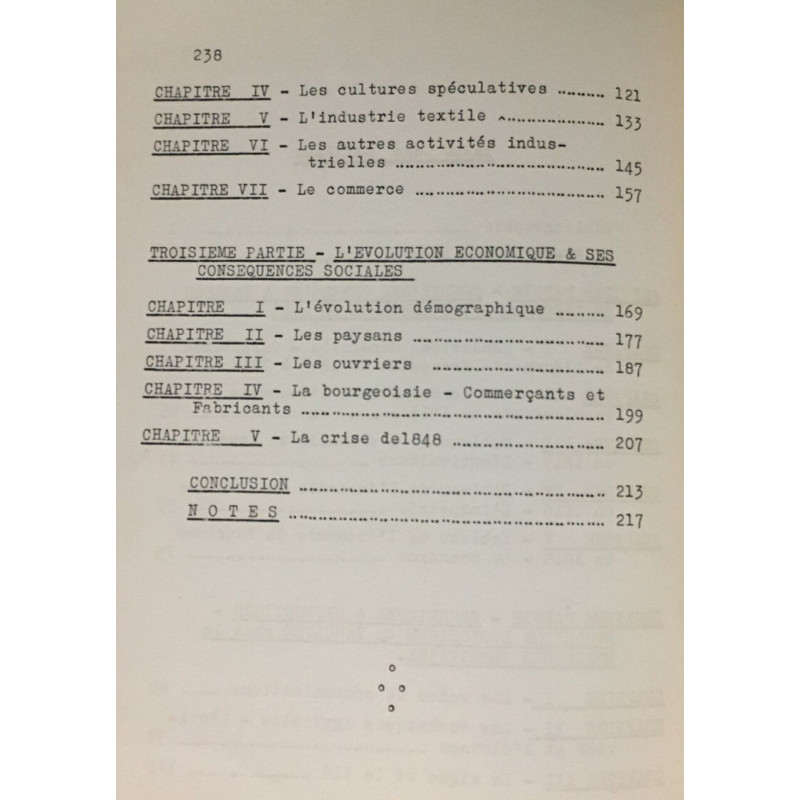 238
CHAPITRE IV - Les cultures spéculatives ......... 121
CHAPITRE V - L'industrie textile ................... 133
CHAPITRE VI - Les autres activités indus-
trielles ..................................... 145
CHAPITRE VII - Le commerce .................................. 157
TROISIEME PARTIE - L'EVOLUTION ECONOMIQUE & SES
CONSEQUENCES SOCIALES
CHAPITRE I - L'évolution démographique ......... 169
CHAPITRE II - Les paysans .................................. 177
CHAPITRE III - Les ouvriers .............................. 187
CHAPITRE IV - La bourgeoisie - Commerçants et
Fabricants ..................................................... 199
CHAPITRE V - La crise de1848 ........................... 207
CONCLUSION ..................................................... 213
N O T E S ....................................................... 217